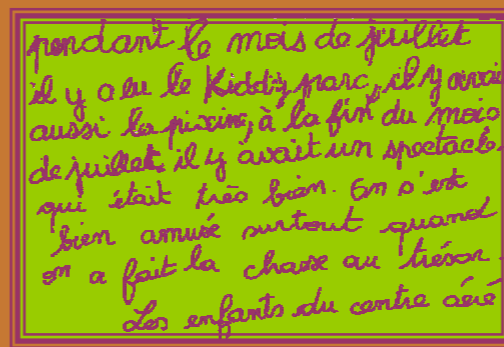 pendant le mois de juillet
il y a eu le Kiddy parc, il y avai
aussi la pixine, à la fin du mois
de juillet, il y avait un spectacle.
qui était très bien. On s'est
bien amusé surtout quand
on a fait la chasse au trésor.
Les enfants du centre aéré